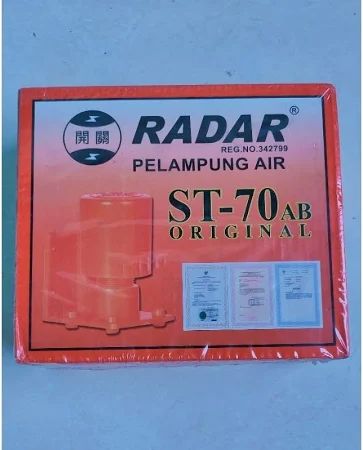 開關
RADAR®
REG.NO.342799
PELAMPUNG AIR
ST-70AB
ORIGINAL